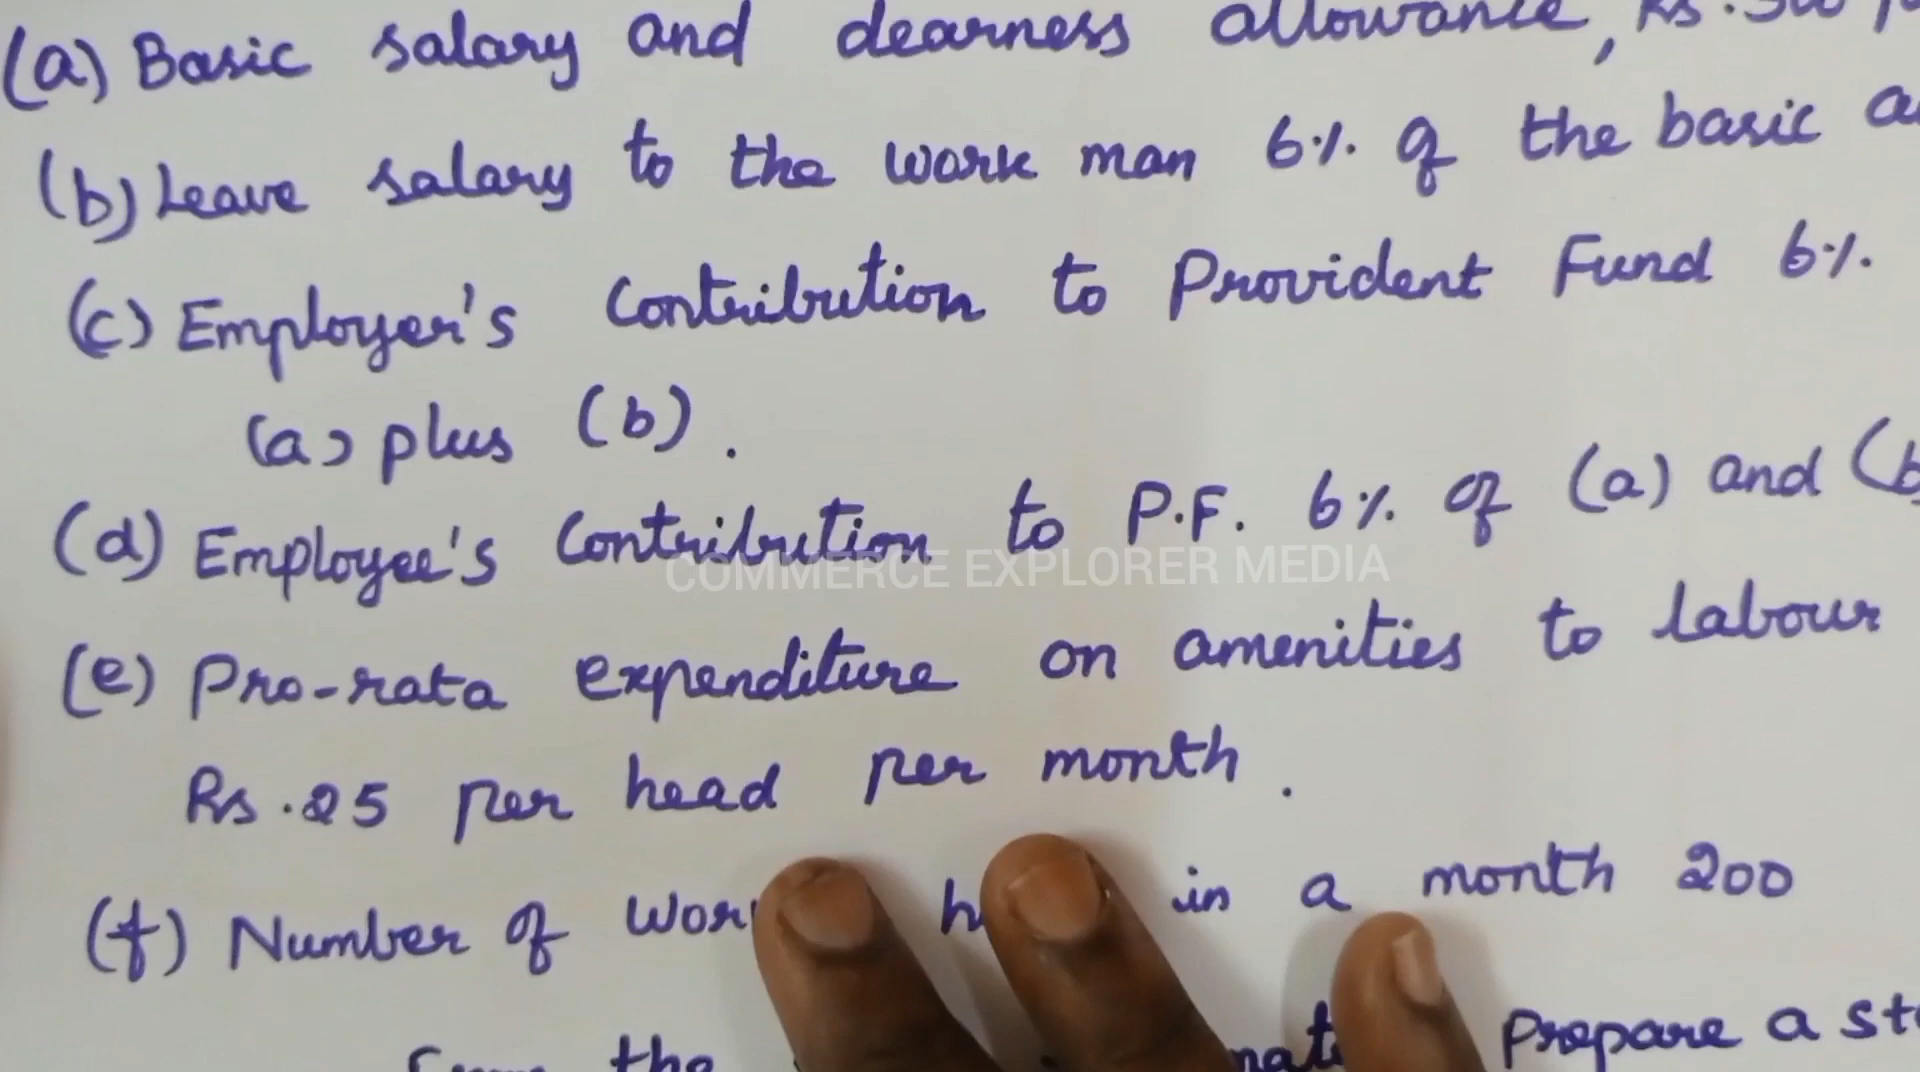 (a) Basic salary and dearness allowance, Rs.
(b) Leave salary to the work man 6% of the basic
(c) Employer's Contribution to Provident Fund 6%
(a) plus (b).
(d) Employee's Contribution to P.F. 6% of (a) and (b
COMMERCE EXPLORER MEDIA
(e) Pro-rata expenditure on amenities to labour
Rs.25 per head per month.
(f) Number of in a month 200
the Prepare a